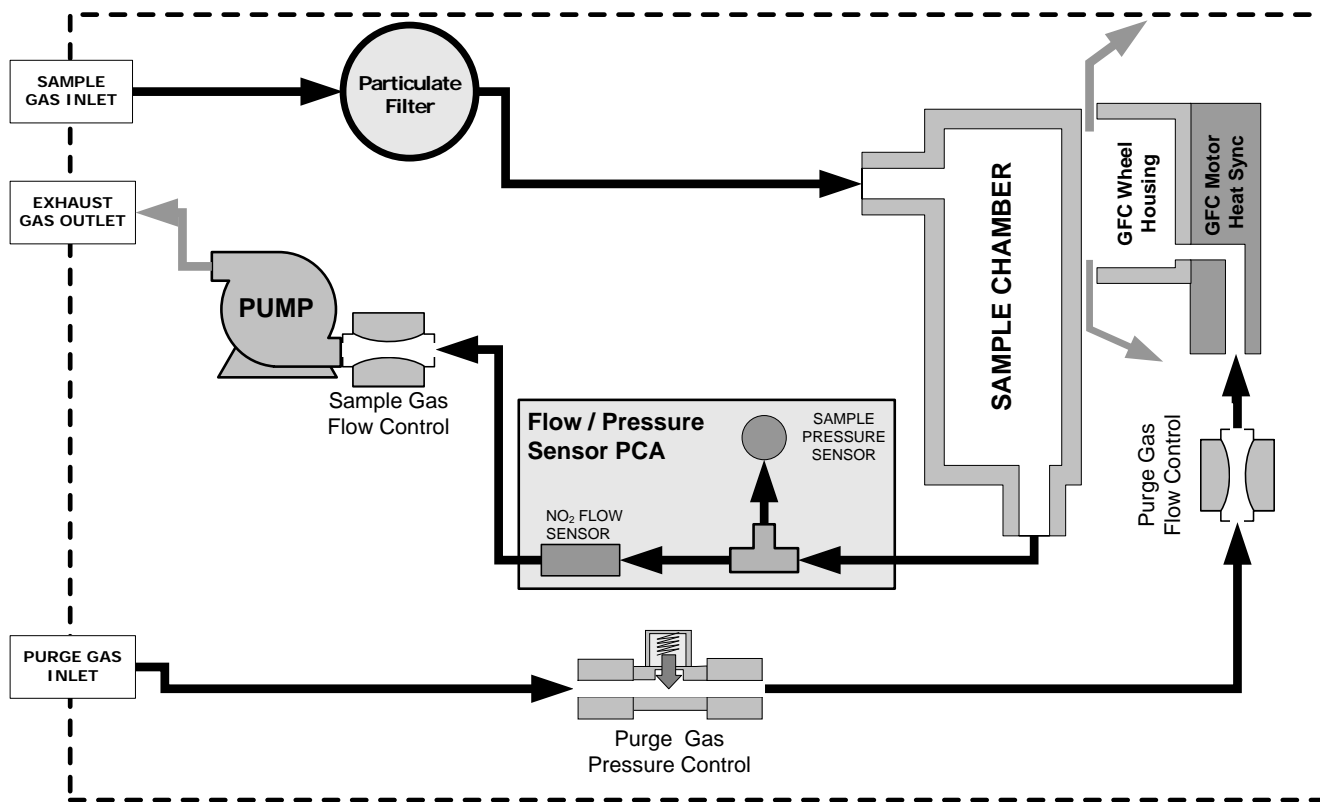 SAMPLE
GAS INLET
Particulate
Filter
EXHAUST
GAS OUTLET
PUMP
Sample Gas
Flow Control
SAMPLE CHAMBER
GFC Wheel
Housing
GFC Motor
Heat Sync
Flow / Pressure
Sensor PCA
SAMPLE
PRESSURE
SENSOR
NO₂ FLOW
SENSOR
Purge Gas
Flow Control
PURGE GAS
INLET
Purge Gas
Pressure Control